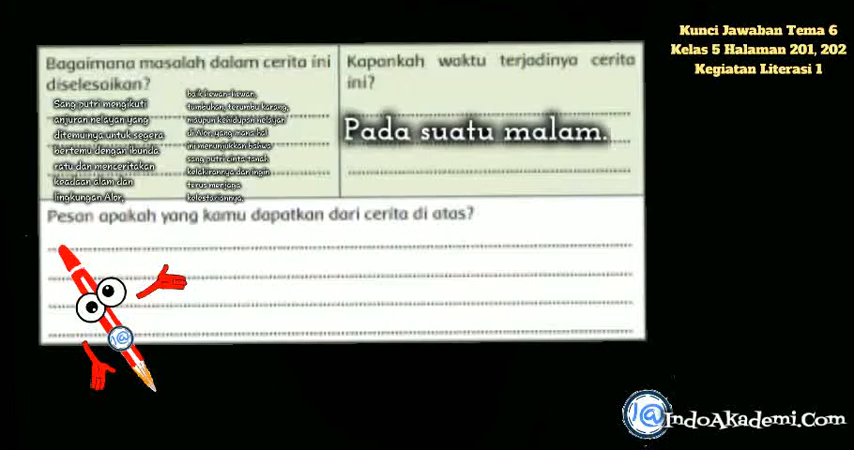 Kunci Jawaban Tema 6
Kelas 5 Halaman 201, 202
Kegiatan Literasi 1
Bagaimana masalah dalam cerita ini
diselesaikan?
Sang putri mengikuti
anjuran nelayan yang
ditemuinya untuk segera
bertemu dengan ibunda
ratu dan menceritakan
keadaan alam dan
lingkungan Alor,
baik hewan-hewan,
tumbuhan, terumbu karang,
maupun kehidupan nelayan
di Alor, yang mana hal
ini menunjukkan bahwa
sang putri cinta tanah
kelahirannya dan ingin
terus menjaga
kelestariannya.
Kapankah waktu terjadinya cerita
ini?
Pada suatu malam.
Pesan apakah yang kamu dapatkan dari cerita di atas?
1@
1@IndoAkademi.Com